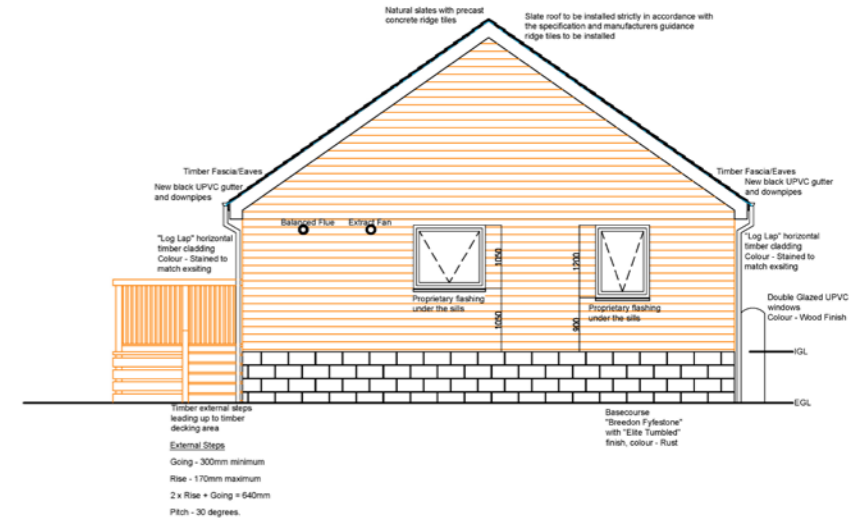 Natural slates with precast
concrete ridge tiles
Slate roof to be installed strictly in accordance with
the specification and manufacturers guidance
ridge tiles to be installed
Timber Fascia/Eaves
New black UPVC gutter
and downpipes
Timber Fascia/Eaves
New black UPVC gutter
and downpipes
Balanced Flue
Extract Fan
"Log Lap" horizontal
timber cladding
Colour - Stained to
match exsiting
"Log Lap" horizontal
timber cladding
Colour - Stained to
match exsiting
1050
1200
Proprietary flashing
under the sills
Proprietary flashing
under the sills
1050
900
Double Glazed UPVC
windows
Colour - Wood Finish
IGL
EGL
Timber external steps
leading up to timber
decking area
External Steps
Going - 300mm minimum
Rise - 170mm maximum
2 x Rise + Going = 640mm
Pitch - 30 degrees.
Basecourse
"Breedon Fyfestone"
with "Elite Tumbled"
finish, colour - Rust